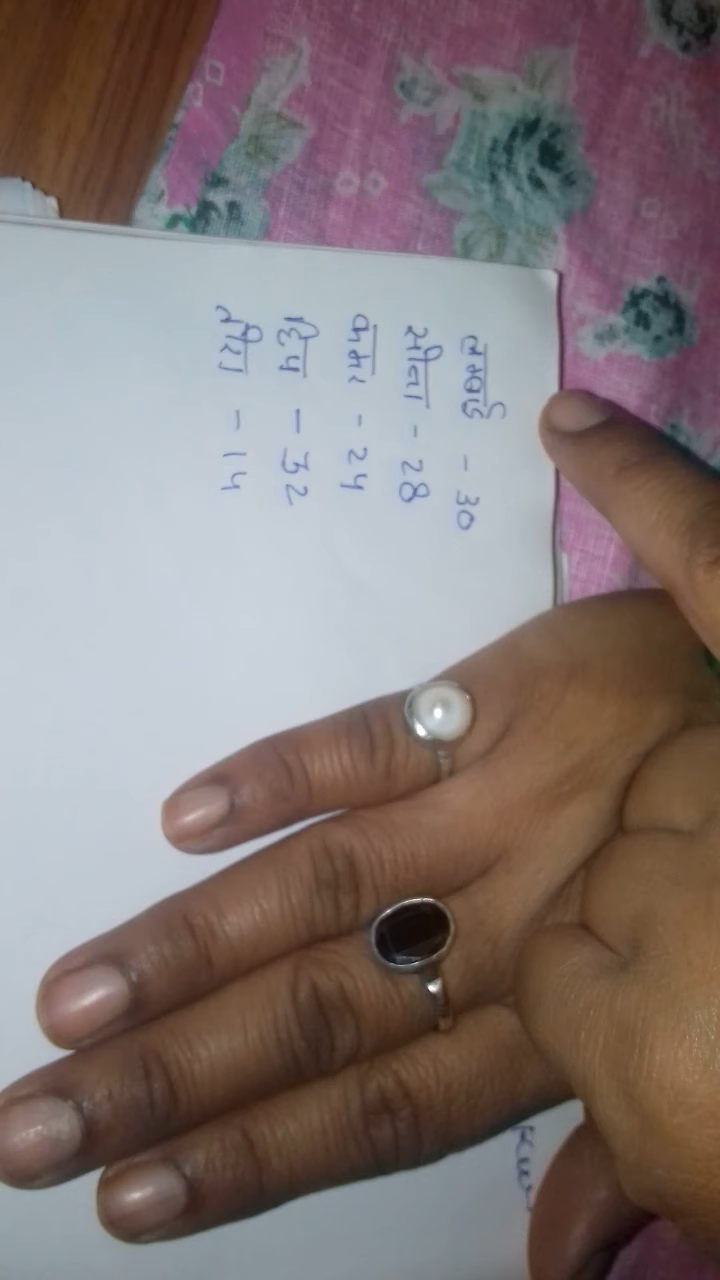 लम्बाई - 30
सीना - 28
कमर - 24
हिप - 32
तीरा - 14